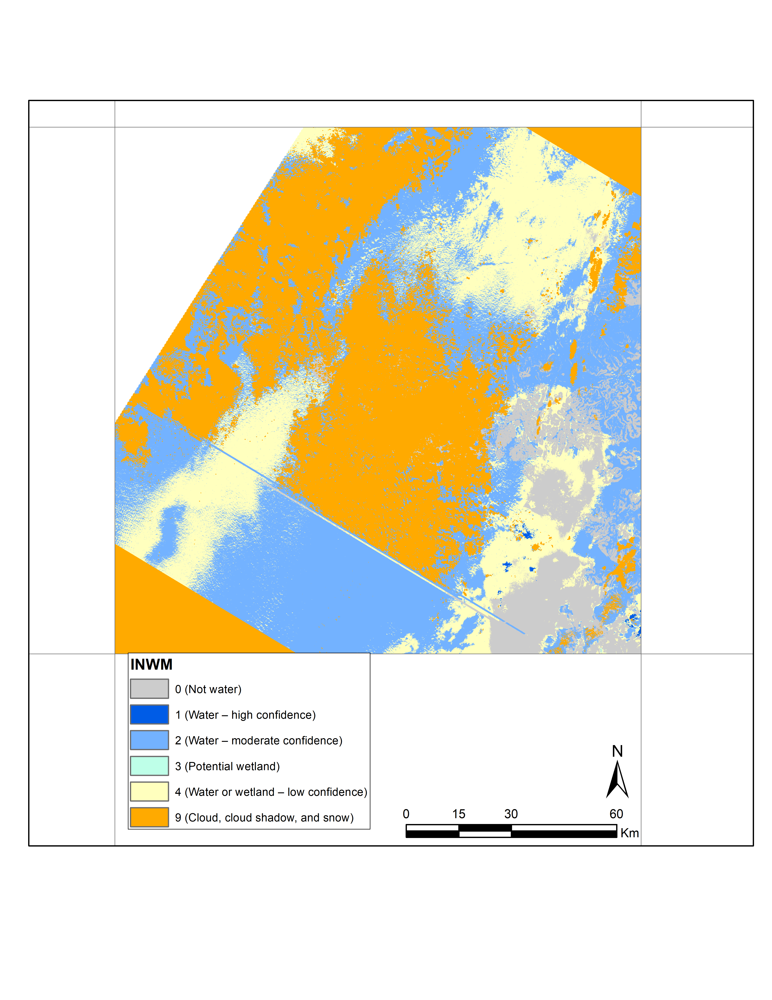 INWM
0 (Not water)
1 (Water – high confidence)
2 (Water – moderate confidence)
3 (Potential wetland)
4 (Water or wetland – low confidence)
9 (Cloud, cloud shadow, and snow)
N
0 15 30 60
Km